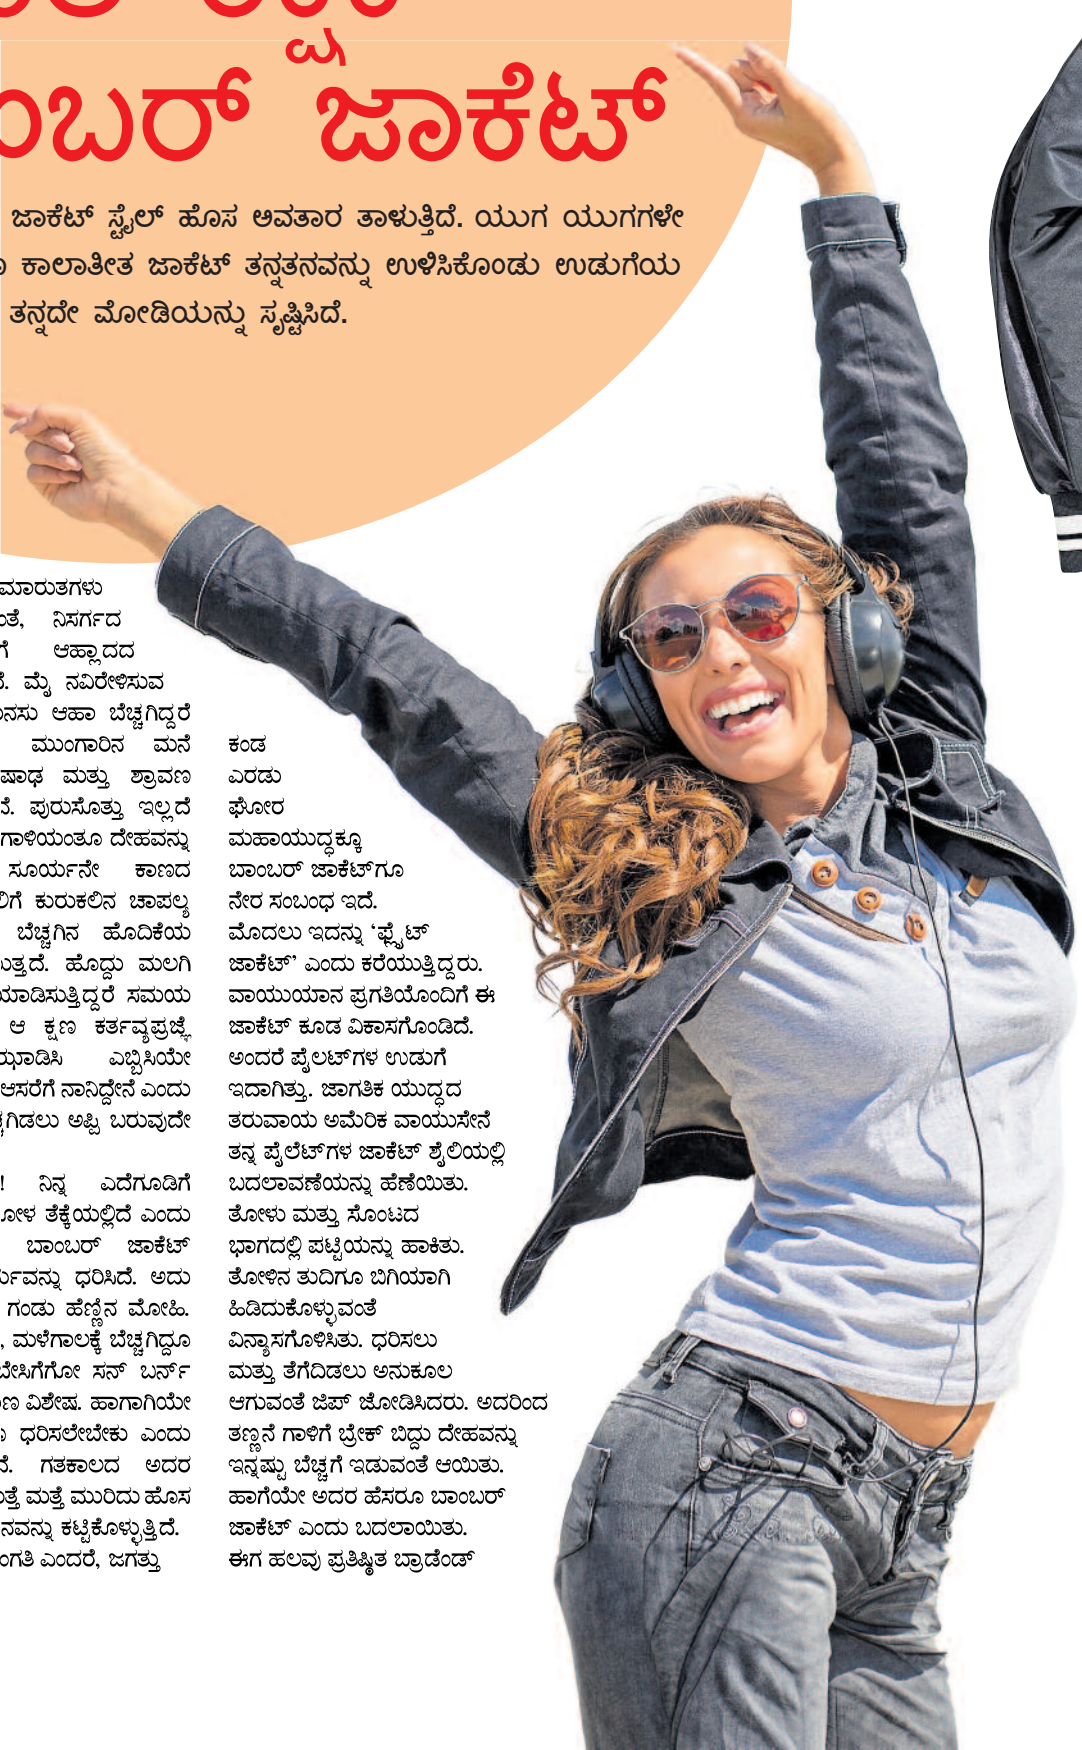 ಜಾಕೆಟ್
ಜಾಕೆಟ್ ಸ್ಟೈಲ್ ಹೊಸ ಅವತಾರ ತಾಳುತ್ತಿದೆ. ಯುಗ ಯುಗಗಳೇ
ಕಾಲಾತೀತ ಜಾಕೆಟ್ ತನ್ನತನವನ್ನು ಉಳಿಸಿಕೊಂಡು ಉಡುಗೆಯ
ತನ್ನದೇ ಮೋಡಿಯನ್ನು ಸೃಷ್ಟಿಸಿದೆ.
ಮಾರುತಗಳು
ನಿಸರ್ಗದ
ಆಹ್ಲಾದದ
ಮೈ ನವಿರೇಳಿಸುವ
ಆಹಾ ಬೆಚ್ಚಗಿದ್ದರೆ
ಮುಂಗಾರಿನ ಮನೆ
ಮತ್ತು ಶ್ರಾವಣ
ಪುರುಸೊತ್ತು ಇಲ್ಲದೆ
ಗಾಳಿಯಂತೂ ದೇಹವನ್ನು
ಸೂರ್ಯನೇ ಕಾಣದ
ಕುರುಕಲಿನ ಚಾಪಲ್ಯ
ಬೆಚ್ಚಗಿನ ಹೊದಿಕೆಯ
ಹೊದ್ದು ಮಲಗಿ
ಸಮಯ
ಆ ಕ್ಷಣ ಕರ್ತವ್ಯಪ್ರಜ್ಞೆ
ಎಬ್ಬಿಸಿಯೇ
ಆಸರೆಗೆ ನಾನಿದ್ದೇನೆ ಎಂದು
ಅಪ್ಪಿ ಬರುವುದೇ
ನಿನ್ನ ಎದೆಗೂಡಿಗೆ
ತೆಕ್ಕೆಯಲ್ಲಿದೆ ಎಂದು
ಬಾಂಬರ್ ಜಾಕೆಟ್
ಧರಿಸಿದೆ. ಅದು
ಗಂಡು ಹೆಣ್ಣಿನ ಮೋಹಿ.
ಮಳೆಗಾಲಕ್ಕೆ ಬೆಚ್ಚಗಿದ್ದೂ
ಬೇಸಿಗೆಗೋ ಸನ್ ಬರ್ನ್
ವಿಶೇಷ. ಹಾಗಾಗಿಯೇ
ಧರಿಸಲೇಬೇಕು ಎಂದು
ಗತಕಾಲದ ಅದರ
ಮತ್ತೆ ಮುರಿದು ಹೊಸ
ಕಟ್ಟಿಕೊಳ್ಳುತ್ತಿದೆ.
ಎಂದರೆ, ಜಗತ್ತು
ಕಂಡ
ಎರಡು
ಘೋರ
ಮಹಾಯುದ್ಧಕ್ಕೂ
ಬಾಂಬರ್ ಜಾಕೆಟ್‌ಗೂ
ನೇರ ಸಂಬಂಧ ಇದೆ.
ಮೊದಲು ಇದನ್ನು ‘ಫ್ಲೈಟ್
ಜಾಕೆಟ್’ ಎಂದು ಕರೆಯುತ್ತಿದ್ದರು.
ವಾಯುಯಾನ ಪ್ರಗತಿಯೊಂದಿಗೆ ಈ
ಜಾಕೆಟ್ ಕೂಡ ವಿಕಾಸಗೊಂಡಿದೆ.
ಅಂದರೆ ಪೈಲಟ್‌ಗಳ ಉಡುಗೆ
ಇದಾಗಿತ್ತು. ಜಾಗತಿಕ ಯುದ್ಧದ
ತರುವಾಯ ಅಮೆರಿಕ ವಾಯುಸೇನೆ
ತನ್ನ ಪೈಲೆಟ್‌ಗಳ ಜಾಕೆಟ್ ಶೈಲಿಯಲ್ಲಿ
ಬದಲಾವಣೆಯನ್ನು ಹೆಣೆಯಿತು.
ತೋಳು ಮತ್ತು ಸೊಂಟದ
ಭಾಗದಲ್ಲಿ ಪಟ್ಟಿಯನ್ನು ಹಾಕಿತು.
ತೋಳಿನ ತುದಿಗೂ ಬಿಗಿಯಾಗಿ
ಹಿಡಿದುಕೊಳ್ಳುವಂತೆ
ವಿನ್ಯಾಸಗೊಳಿಸಿತು. ಧರಿಸಲು
ಮತ್ತು ತೆಗೆದಿಡಲು ಅನುಕೂಲ
ಆಗುವಂತೆ ಜಿಪ್ ಜೋಡಿಸಿದರು. ಅದರಿಂದ
ತಣ್ಣನೆ ಗಾಳಿಗೆ ಬ್ರೇಕ್ ಬಿದ್ದು ದೇಹವನ್ನು
ಇನ್ನಷ್ಟು ಬೆಚ್ಚಗೆ ಇಡುವಂತೆ ಆಯಿತು.
ಹಾಗೆಯೇ ಅದರ ಹೆಸರೂ ಬಾಂಬರ್
ಜಾಕೆಟ್ ಎಂದು ಬದಲಾಯಿತು.
ಈಗ ಹಲವು ಪ್ರತಿಷ್ಠಿತ ಬ್ರಾಡೆಂಡ್